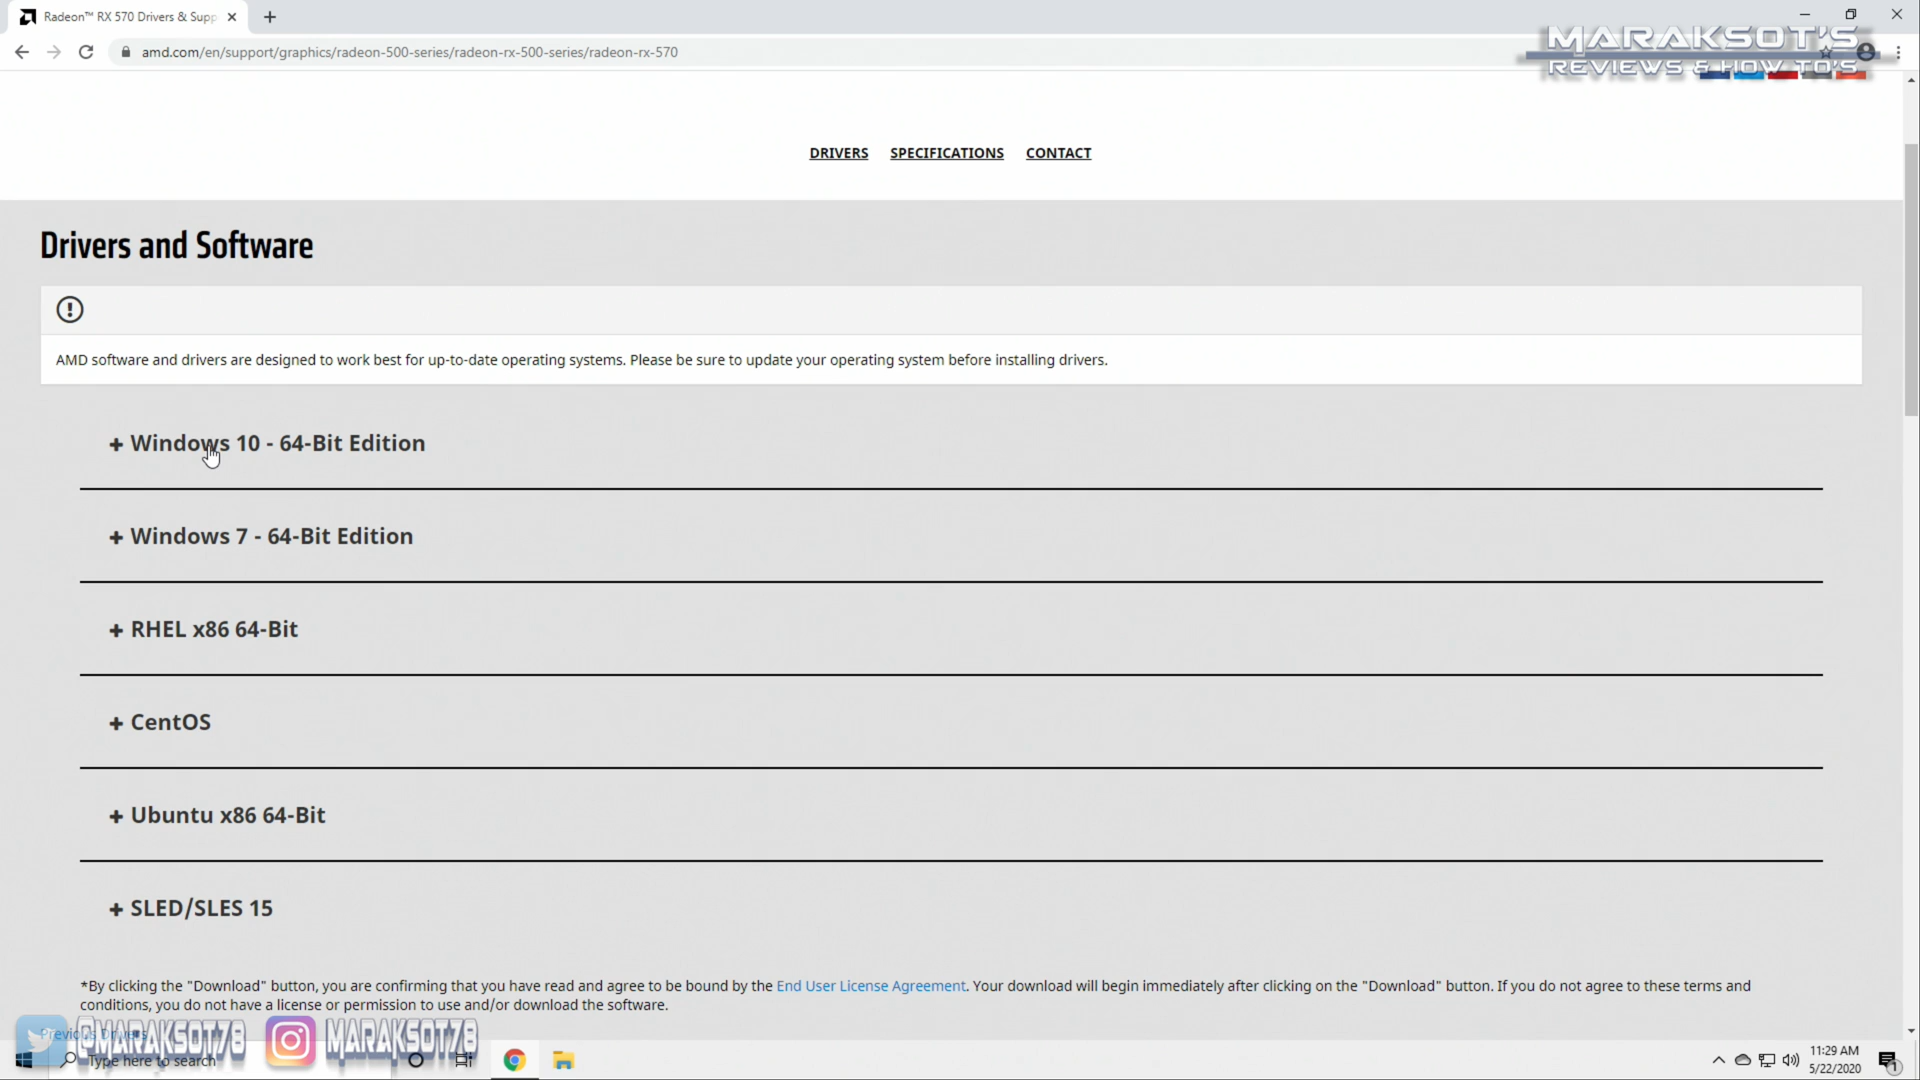 Radeon™ RX 570 Drivers & Supp
amd.com/en/support/graphics/radeon-500-series/radeon-rx-500-series/radeon-rx-570
MARAKSOT'S
REVIEWS & HOW TO'S
DRIVERS SPECIFICATIONS CONTACT
Drivers and Software
AMD software and drivers are designed to work best for up-to-date operating systems. Please be sure to update your operating system before installing drivers.
+ Windows 10 - 64-Bit Edition
+ Windows 7 - 64-Bit Edition
+ RHEL x86 64-Bit
+ CentOS
+ Ubuntu x86 64-Bit
+ SLED/SLES 15
*By clicking the "Download" button, you are confirming that you have read and agree to be bound by the End User License Agreement. Your download will begin immediately after clicking on the "Download" button. If you do not agree to these terms and
conditions, you do not have a license or permission to use and/or download the software.
Previous Drivers
@MARAKSOT78 MARAKSOT78
Type here to search
11:29 AM
5/22/2020
1